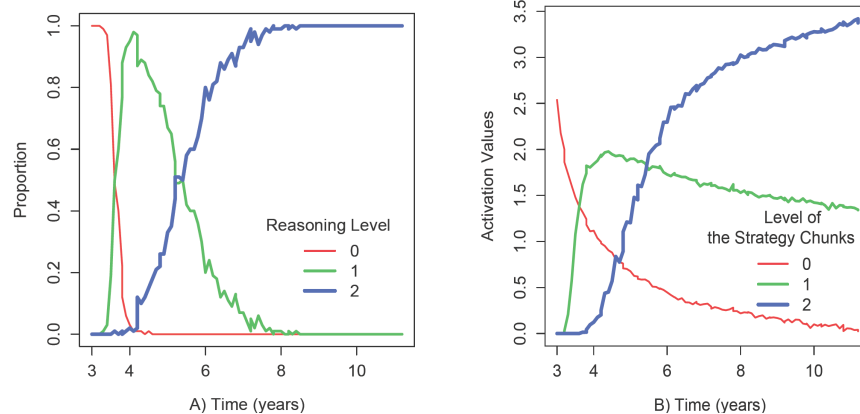 Proportion
1.0
0.8
0.6
0.4
0.2
0.0
Reasoning Level
0
1
2
3 4 6 8 10
A) Time (years)
Activation Values
3.5
3.0
2.5
2.0
1.5
1.0
0.5
0.0
Level of
the Strategy Chunks
0
1
2
3 4 6 8 10
B) Time (years)